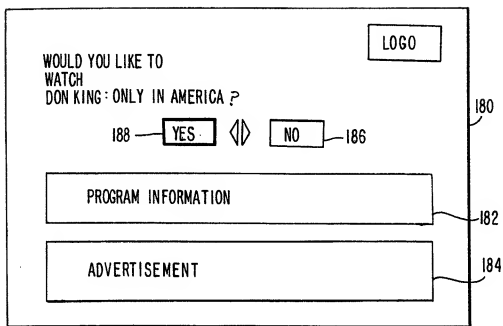 LOGO
WOULD YOU LIKE TO
WATCH
DON KING: ONLY IN AMERICA?
180
188 YES NO 186
PROGRAM INFORMATION
182
ADVERTISEMENT
184